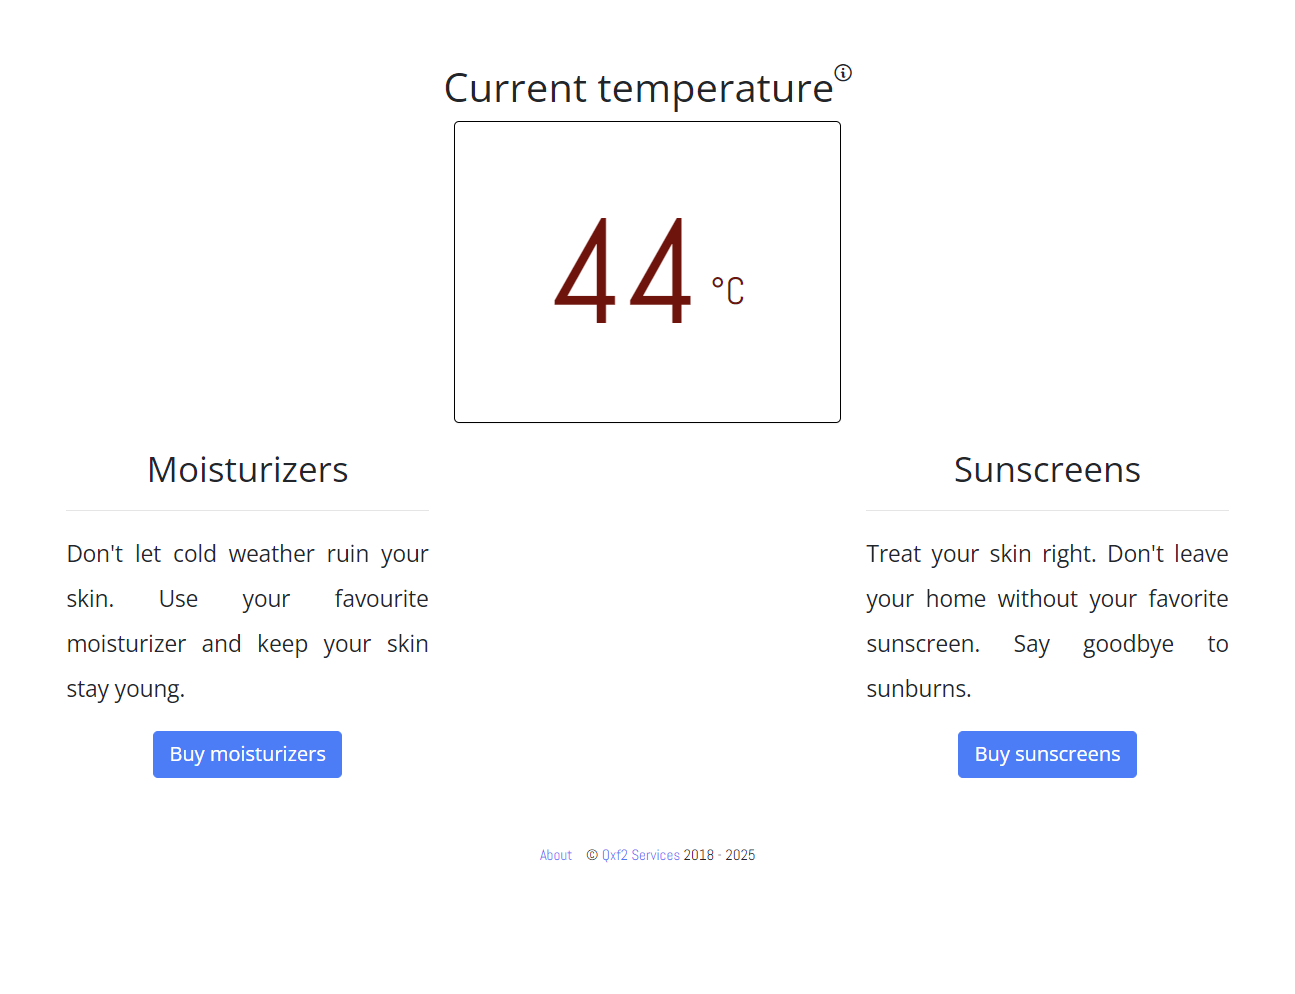 Current temperature
44 °C
Moisturizers
Don't let cold weather ruin your
skin. Use your favourite
moisturizer and keep your skin
stay young.
Buy moisturizers
Sunscreens
Treat your skin right. Don't leave
your home without your favorite
sunscreen. Say goodbye to
sunburns.
Buy sunscreens
About © Qxf2 Services 2018 - 2025